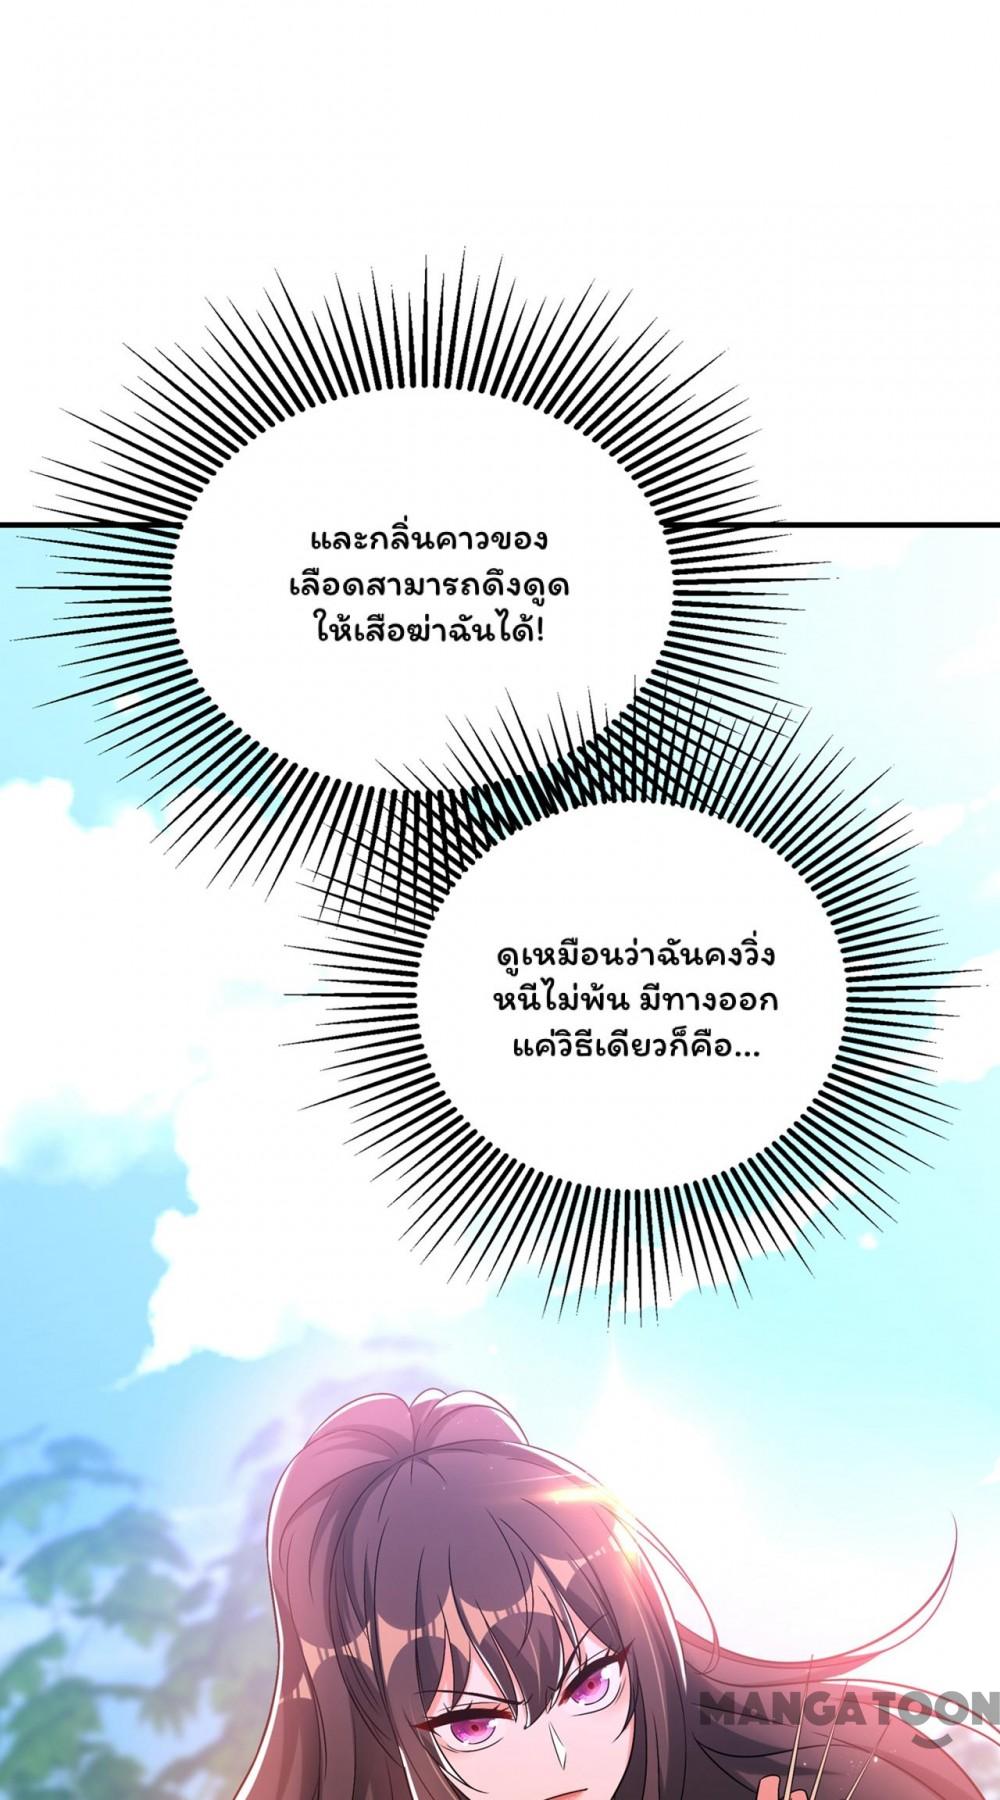 และกลิ่นคาวของ
เลือดสามารถดึงดูด
ให้เสือฆ่าฉันได้!
ดูเหมือนว่าฉันคงวิ่ง
หนีไม่พ้น มีทางออก
แค่วิธีเดียวก็คือ...
MANGATOON